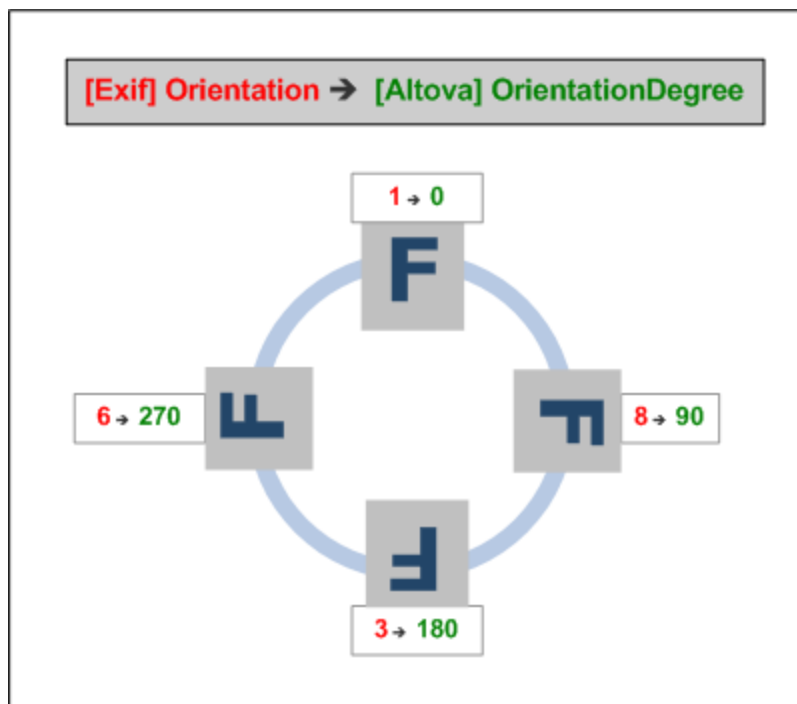 [Exif] Orientation ➔ [Altova] OrientationDegree
1 → 0
F
6 → 270
F
F
8 → 90
F
3 → 180